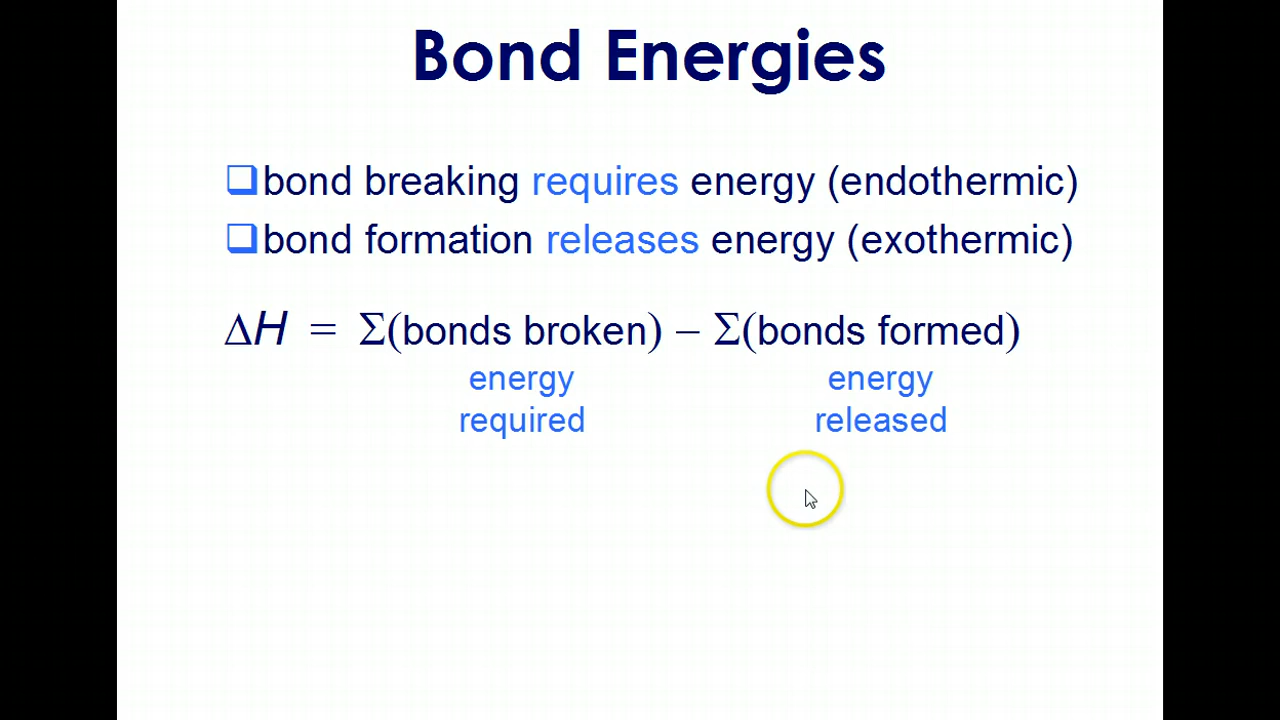 Bond Energies
❑bond breaking requires energy (endothermic)
❑bond formation releases energy (exothermic)
ΔH = Σ(bonds broken) – Σ(bonds formed)
energy required
energy released